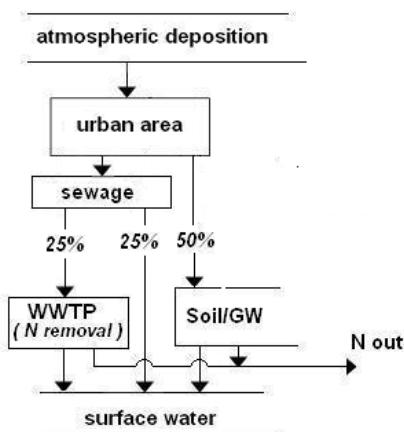 atmospheric deposition
urban area
sewage
25% 25% 50%
WWTP
( N removal )
Soil/GW
N out
surface water